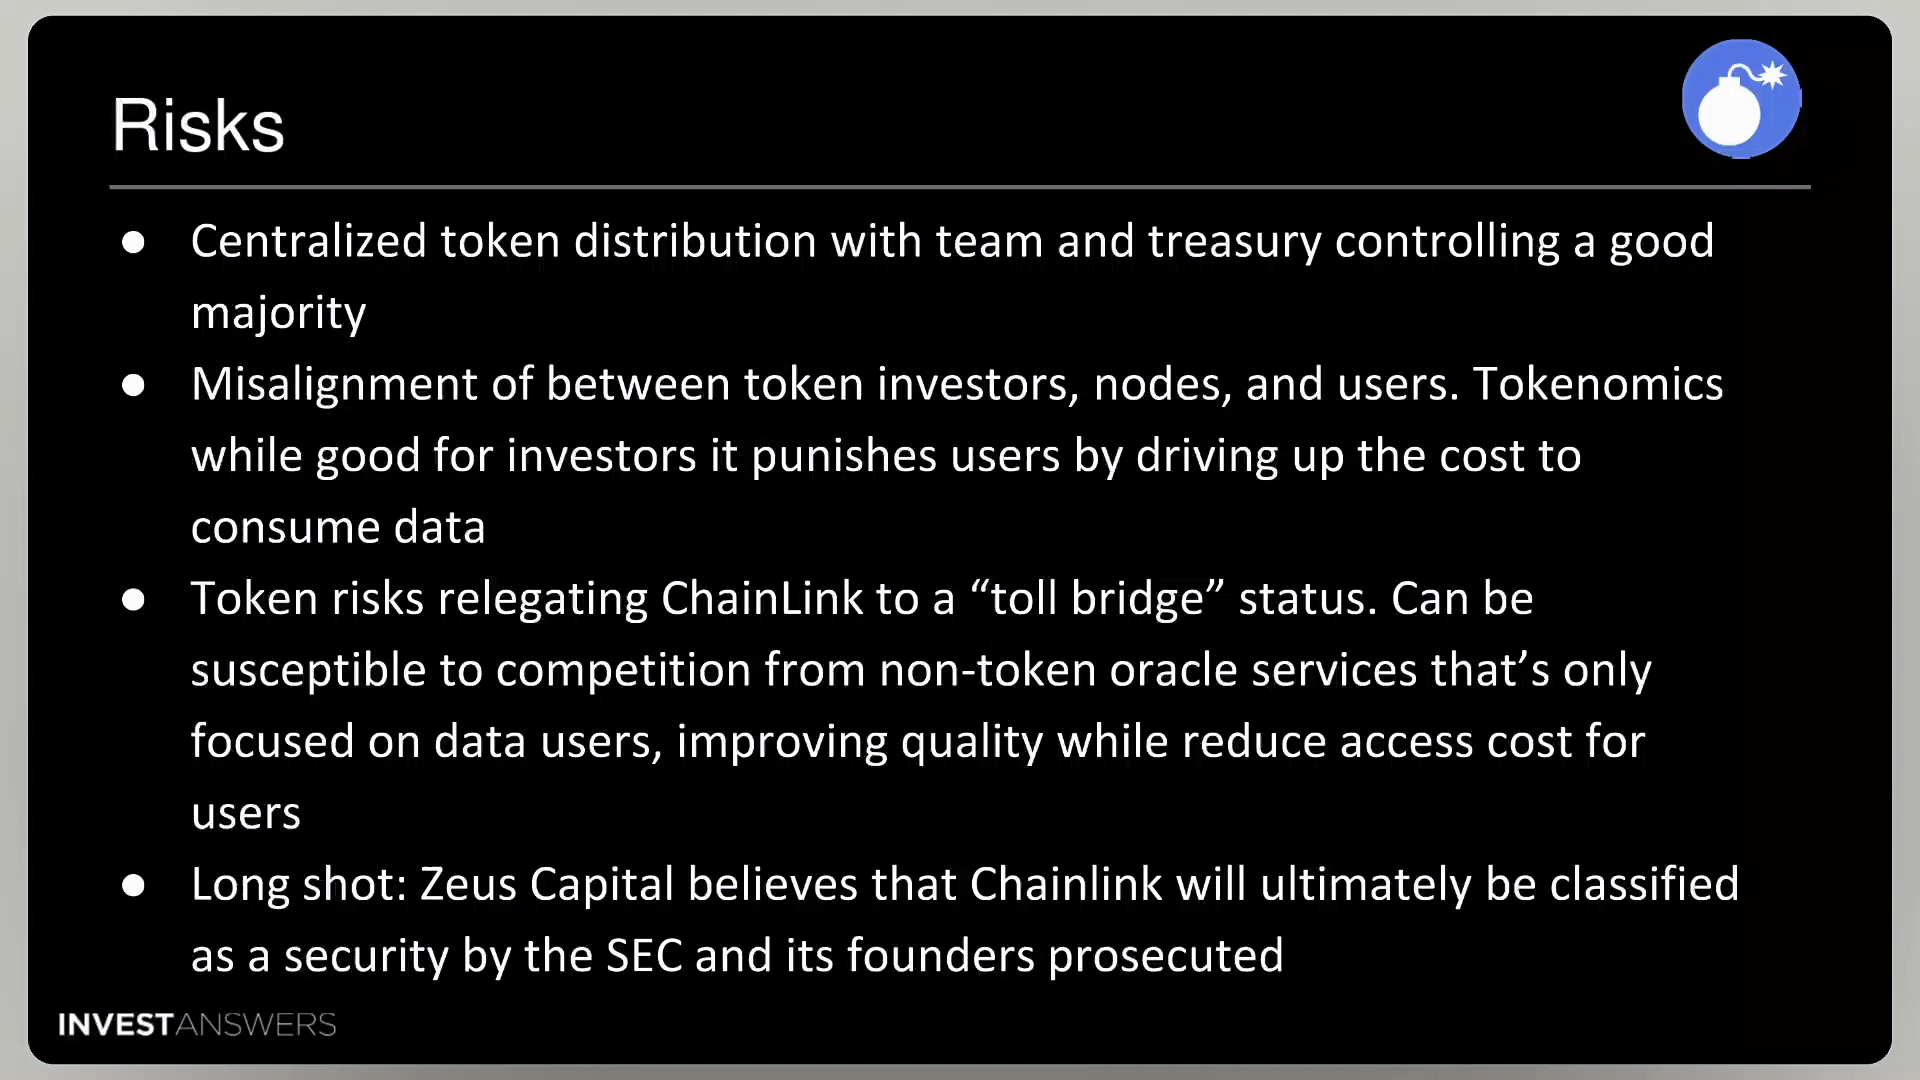 Risks
● Centralized token distribution with team and treasury controlling a good
majority
● Misalignment of between token investors, nodes, and users. Tokenomics
while good for investors it punishes users by driving up the cost to
consume data
● Token risks relegating ChainLink to a “toll bridge” status. Can be
susceptible to competition from non-token oracle services that’s only
focused on data users, improving quality while reduce access cost for
users
● Long shot: Zeus Capital believes that Chainlink will ultimately be classified
as a security by the SEC and its founders prosecuted
INVESTANSWERS